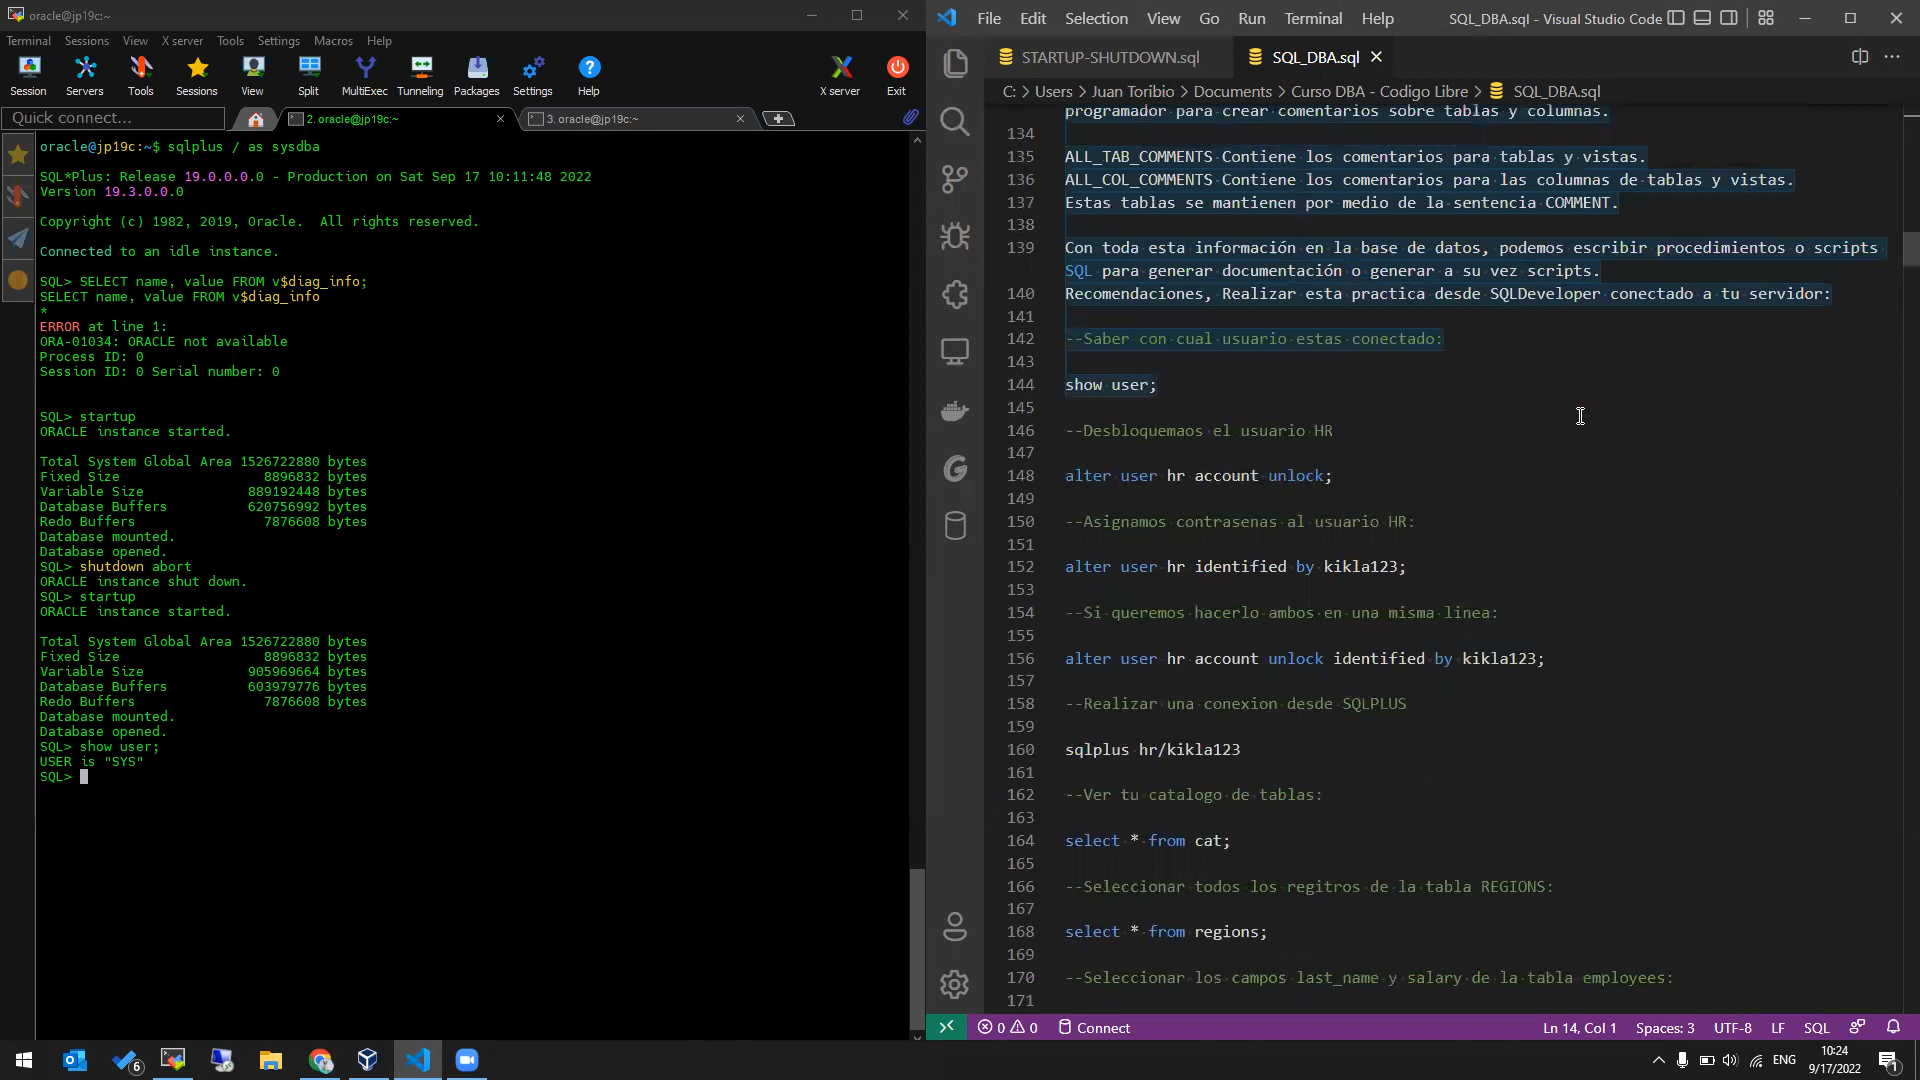 oracle@jp19c:~
Terminal Sessions View X server Tools Settings Macros Help
Session Servers Tools Sessions View Split MultiExec Tunneling Packages Settings Help X server Exit
Quick connect...
2. oracle@jp19c:~
3. oracle@jp19c:~
oracle@jp19c:~$ sqlplus / as sysdba
SQL*Plus: Release 19.0.0.0.0 - Production on Sat Sep 17 10:11:48 2022
Version 19.3.0.0.0
Copyright (c) 1982, 2019, Oracle.  All rights reserved.
Connected to an idle instance.
SQL> SELECT name, value FROM v$diag_info;
SELECT name, value FROM v$diag_info
*
ERROR at line 1:
ORA-01034: ORACLE not available
Process ID: 0
Session ID: 0 Serial number: 0
SQL> startup
ORACLE instance started.
Total System Global Area 1526722880 bytes
Fixed Size 8896832 bytes
Variable Size 889192448 bytes
Database Buffers 620756992 bytes
Redo Buffers 7876608 bytes
Database mounted.
Database opened.
SQL> shutdown abort
ORACLE instance shut down.
SQL> startup
ORACLE instance started.
Total System Global Area 1526722880 bytes
Fixed Size 8896832 bytes
Variable Size 905969664 bytes
Database Buffers 603979776 bytes
Redo Buffers 7876608 bytes
Database mounted.
Database opened.
SQL> show user;
USER is "SYS"
SQL>
File Edit Selection View Go Run Terminal Help SQL_DBA.sql - Visual Studio Code
STARTUP-SHUTDOWN.sql
SQL_DBA.sql
C: > Users > Juan Toribio > Documents > Curso DBA - Codigo Libre > SQL_DBA.sql
programador para crear comentarios sobre tablas y columnas.
134
135 ALL_TAB_COMMENTS Contiene los comentarios para tablas y vistas.
136 ALL_COL_COMMENTS Contiene los comentarios para las columnas de tablas y vistas.
137 Estas tablas se mantienen por medio de la sentencia COMMENT.
138
139 Con toda esta información en la base de datos, podemos escribir procedimientos o scripts
SQL para generar documentación o generar a su vez scripts.
140 Recomendaciones, Realizar esta practica desde SQLDeveloper conectado a tu servidor:
141
142 --Saber con cual usuario estas conectado:
143
144 show user;
145
146 --Desbloquemaos el usuario HR
147
148 alter user hr account unlock;
149
150 --Asignamos contrasenas al usuario HR:
151
152 alter user hr identified by kikla123;
153
154 --Si queremos hacerlo ambos en una misma linea:
155
156 alter user hr account unlock identified by kikla123;
157
158 --Realizar una conexion desde SQLPLUS
159
160 sqlplus hr/kikla123
161
162 --Ver tu catalogo de tablas:
163
164 select * from cat;
165
166 --Seleccionar todos los regitros de la tabla REGIONS:
167
168 select * from regions;
169
170 --Seleccionar los campos last_name y salary de la tabla employees:
171
0 0 Connect Ln 14, Col 1 Spaces: 3 UTF-8 LF SQL
6 ENG 10:24
9/17/2022 1